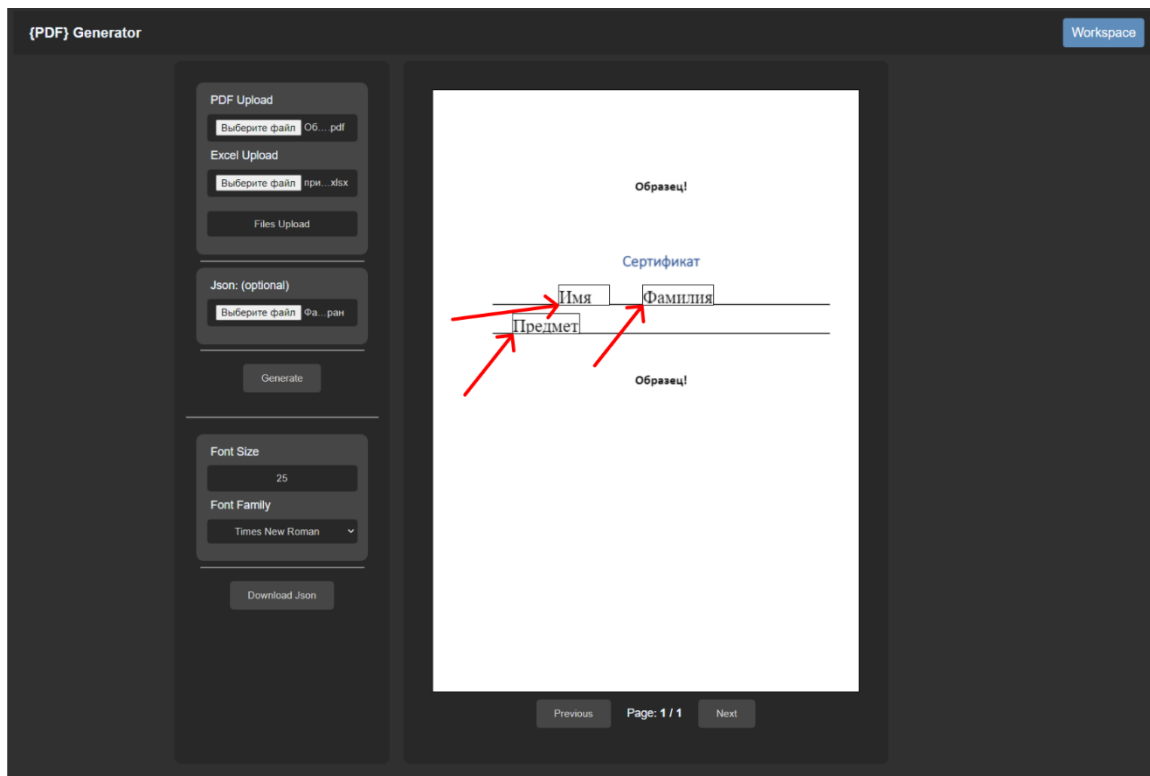 {PDF} Generator
Workspace
PDF Upload
Выберите файл Об....pdf
Excel Upload
Выберите файл при...xlsx
Files Upload
Json: (optional)
Выберите файл Фа...ран
Generate
Font Size
25
Font Family
Times New Roman
Download Json
Образец!
Сертификат
Имя Фамилия
Предмет
Образец!
Previous Page: 1 / 1 Next